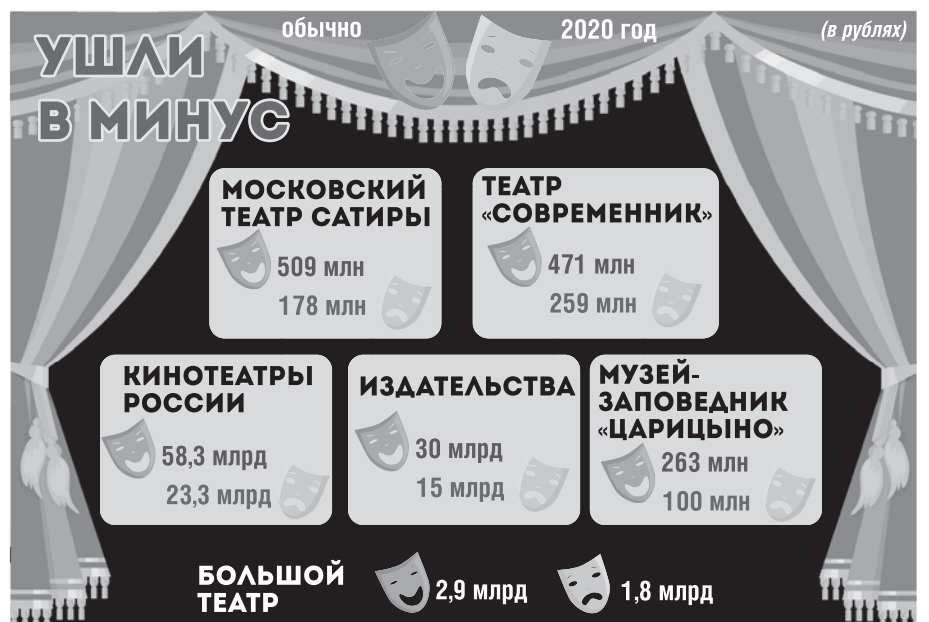 УШЛИ
В МИНУС
обычно
2020 год
(в рублях)
МОСКОВСКИЙ
ТЕАТР САТИРЫ
509 млн
178 млн
ТЕАТР
«СОВРЕМЕННИК»
471 млн
259 млн
КИНОТЕАТРЫ
РОССИИ
58,3 млрд
23,3 млрд
ИЗДАТЕЛЬСТВА
30 млрд
15 млрд
МУЗЕЙ-
ЗАПОВЕДНИК
«ЦАРИЦЫНО»
263 млн
100 млн
БОЛЬШОЙ
ТЕАТР
2,9 млрд
1,8 млрд